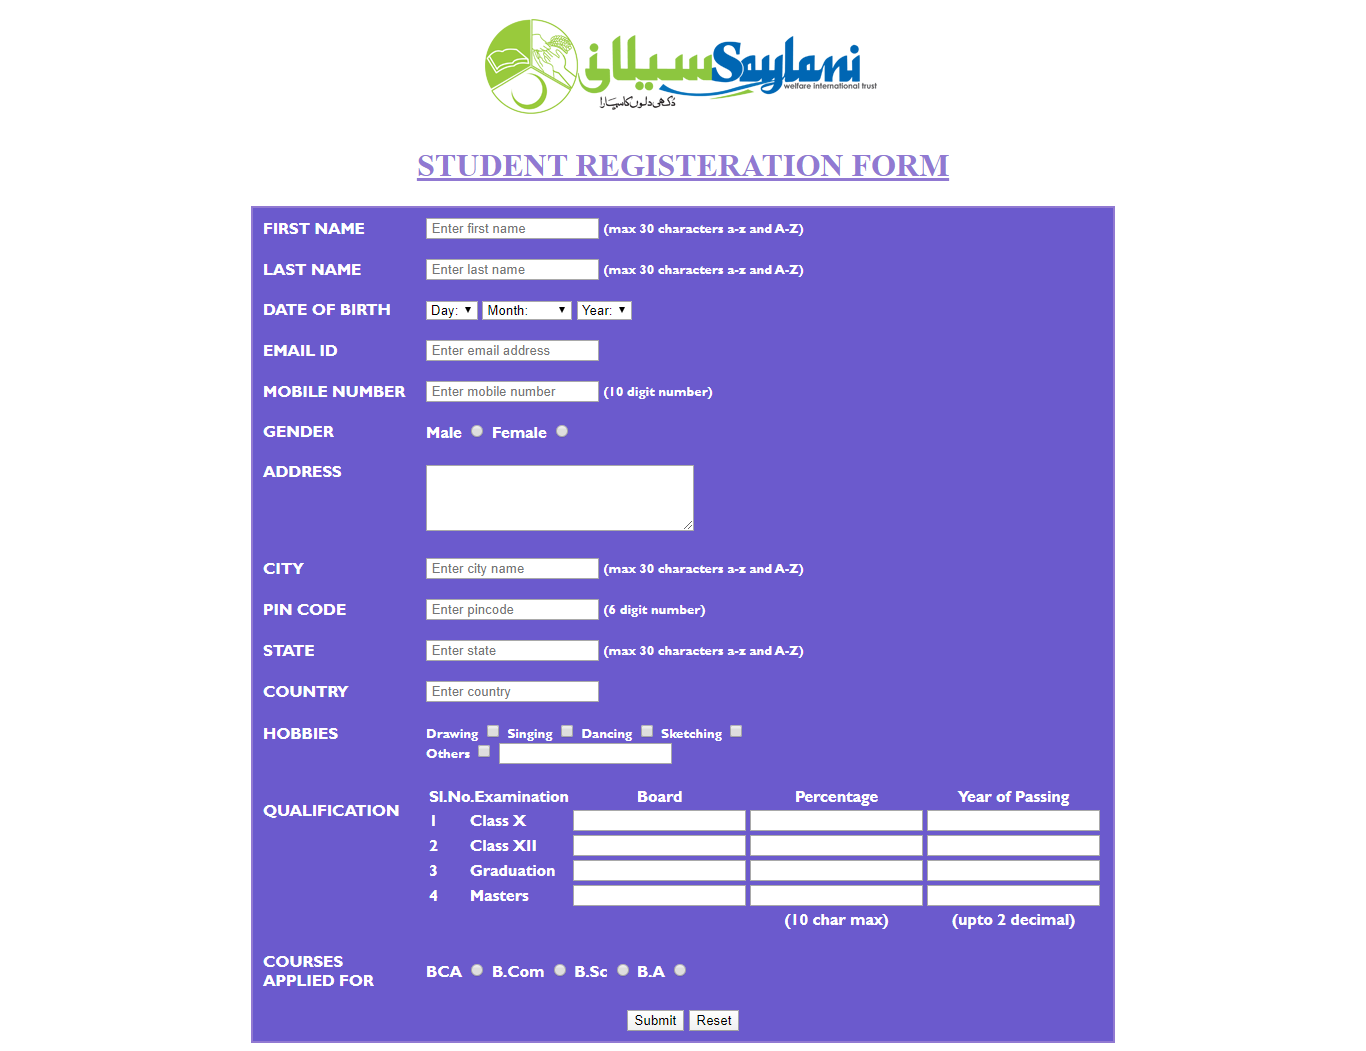 سیلانی Saylani
welfare international trust
دُکھی دلوں کا سہارا
STUDENT REGISTERATION FORM
FIRST NAME Enter first name (max 30 characters a-z and A-Z)
LAST NAME Enter last name (max 30 characters a-z and A-Z)
DATE OF BIRTH Day: Month: Year:
EMAIL ID Enter email address
MOBILE NUMBER Enter mobile number (10 digit number)
GENDER Male Female
ADDRESS
CITY Enter city name (max 30 characters a-z and A-Z)
PIN CODE Enter pincode (6 digit number)
STATE Enter state (max 30 characters a-z and A-Z)
COUNTRY Enter country
HOBBIES Drawing Singing Dancing Sketching
Others
Sl.No.Examination Board Percentage Year of Passing
QUALIFICATION
1 Class X
2 Class XII
3 Graduation
4 Masters
(10 char max) (upto 2 decimal)
COURSES
APPLIED FOR BCA B.Com B.Sc B.A
Submit Reset